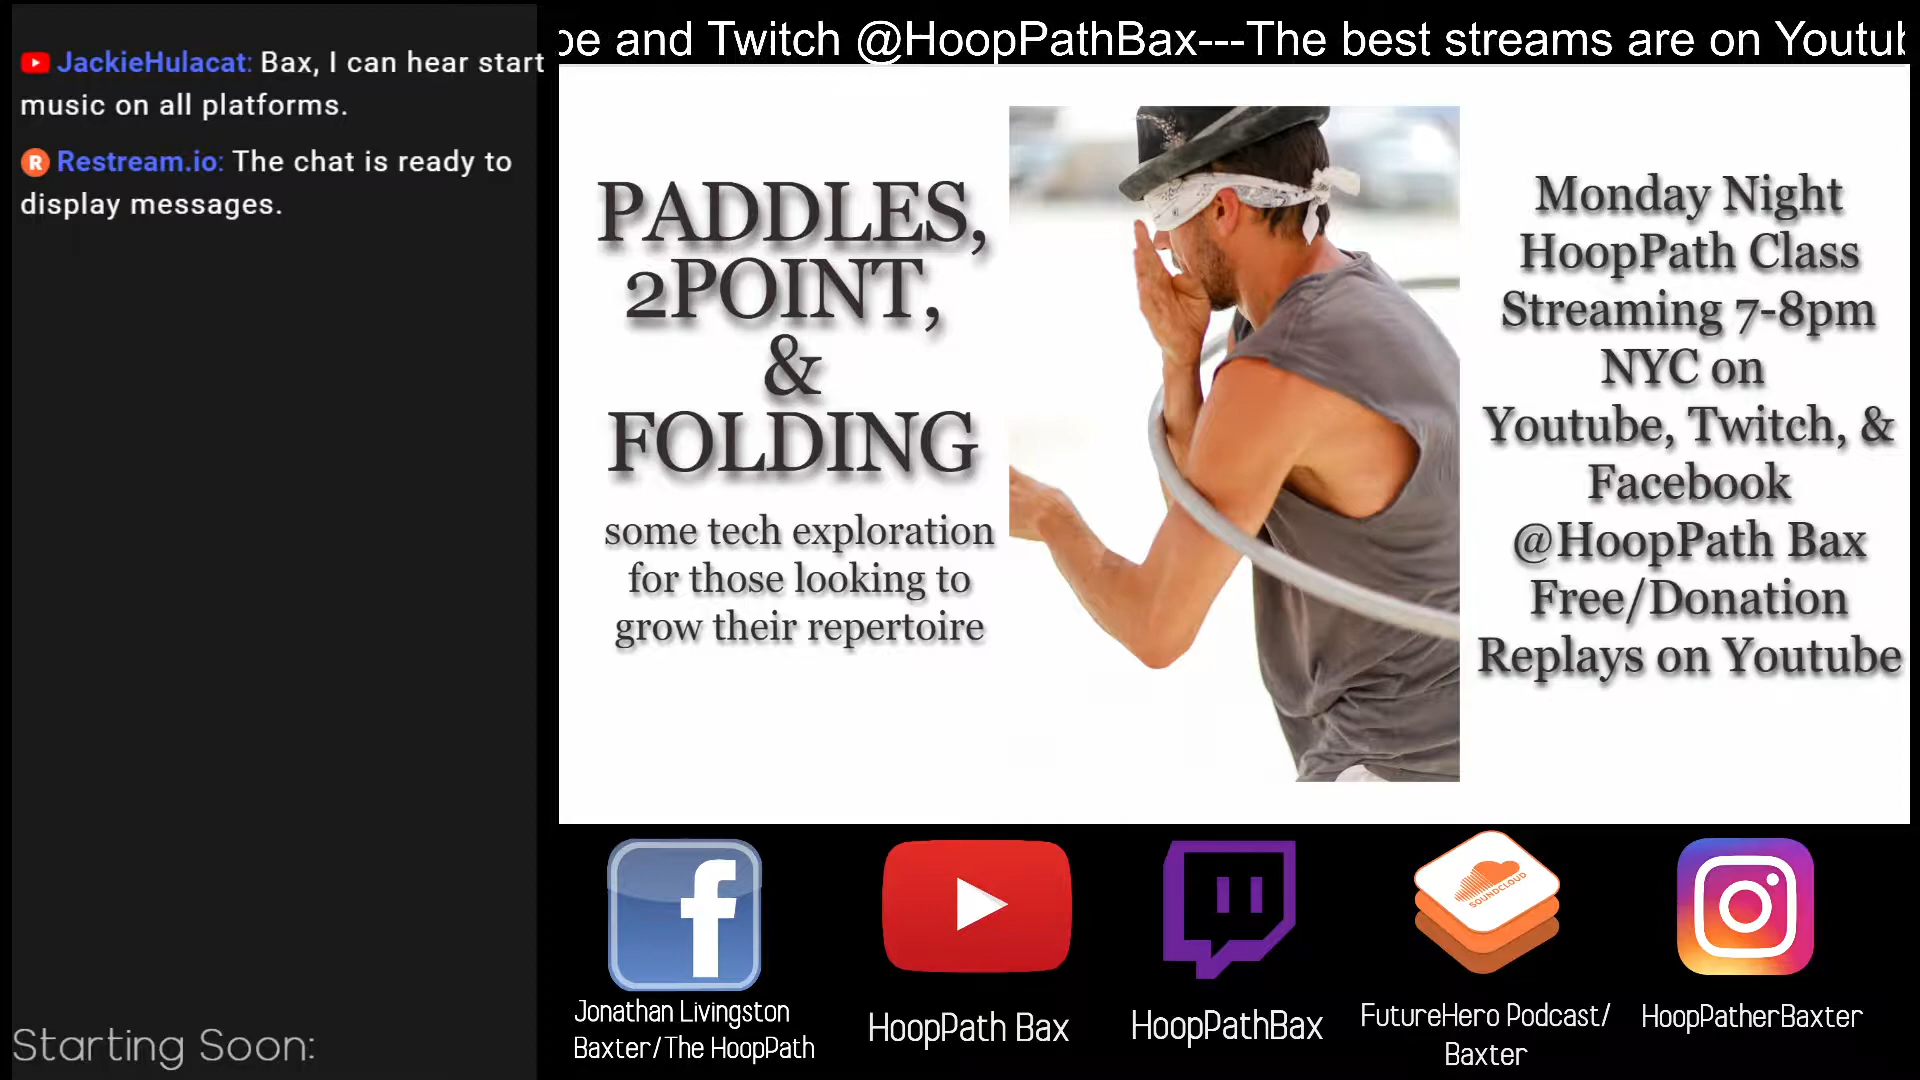 JackieHulacat: Bax, I can hear start
music on all platforms.
Restream.io: The chat is ready to
display messages.
Starting Soon:
be and Twitch @HoopPathBax---The best streams are on Youtub
PADDLES,
2POINT,
&
FOLDING
some tech exploration
for those looking to
grow their repertoire
Monday Night
HoopPath Class
Streaming 7-8pm
NYC on
Youtube, Twitch, &
Facebook
@HoopPath Bax
Free/Donation
Replays on Youtube
Jonathan Livingston
Baxter/The HoopPath
HoopPath Bax
HoopPathBax
SOUNDCLOUD
FutureHero Podcast/
Baxter
HoopPatherBaxter